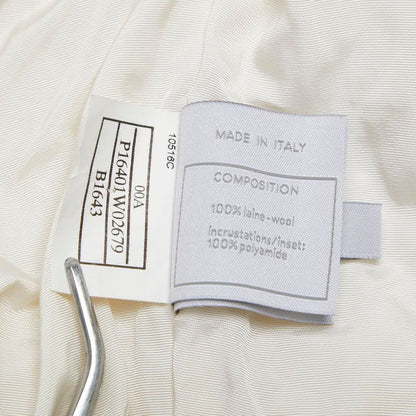 10516C
00A
P16401W02679
B1643
MADE IN ITALY
COMPOSITION
100% laine-wool
incrustations/inset:
100% polyamide